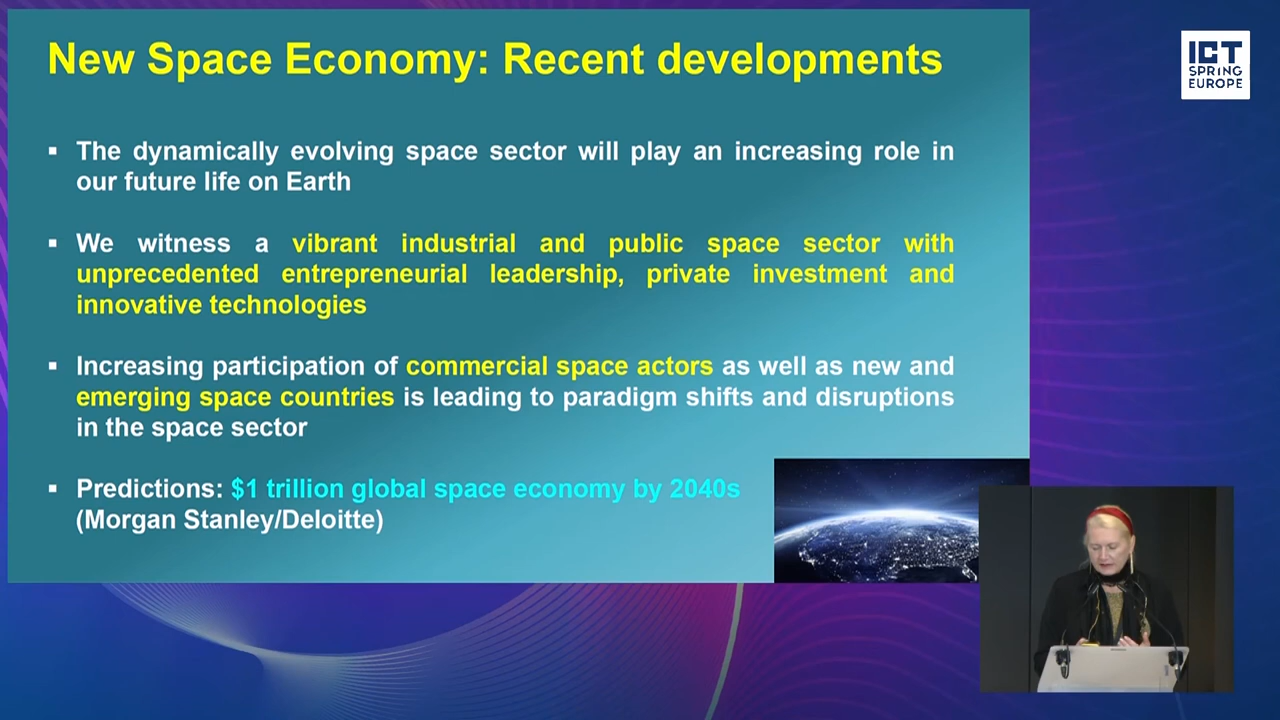 New Space Economy: Recent developments
ICT
SPRING
EUROPE
▪ The dynamically evolving space sector will play an increasing role in
our future life on Earth
▪ We witness a vibrant industrial and public space sector with
unprecedented entrepreneurial leadership, private investment and
innovative technologies
▪ Increasing participation of commercial space actors as well as new and
emerging space countries is leading to paradigm shifts and disruptions
in the space sector
▪ Predictions: $1 trillion global space economy by 2040s
(Morgan Stanley/Deloitte)